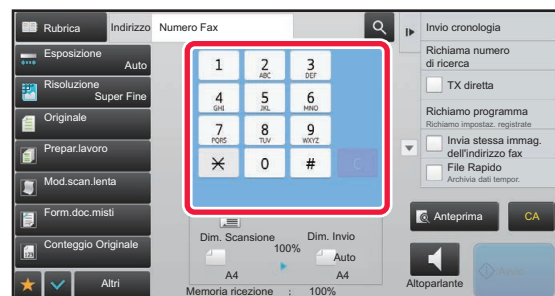 Rubrica
Indirizzo
Numero Fax
Esposizione
Auto
Risoluzione
Super Fine
Originale
Prepar.lavoro
Mod.scan.lenta
Form.doc.misti
Conteggio Originale
Altri
1
2
ABC
3
DEF
4
GHI
5
JKL
6
MNO
7
PQRS
8
TUV
9
WXYZ
0
#
Dim. Scansione
100%
Dim. Invio
Auto
A4
A4
Memoria ricezione : 100%
Invio cronologia
Richiama numero
di ricerca
TX diretta
Richiamo programma
Richiamo impostaz. registrate
Invia stessa immag.
dell'indirizzo fax
File Rapido
Archivia dati tempor.
Anteprima
CA
Altoparlante
Avvio